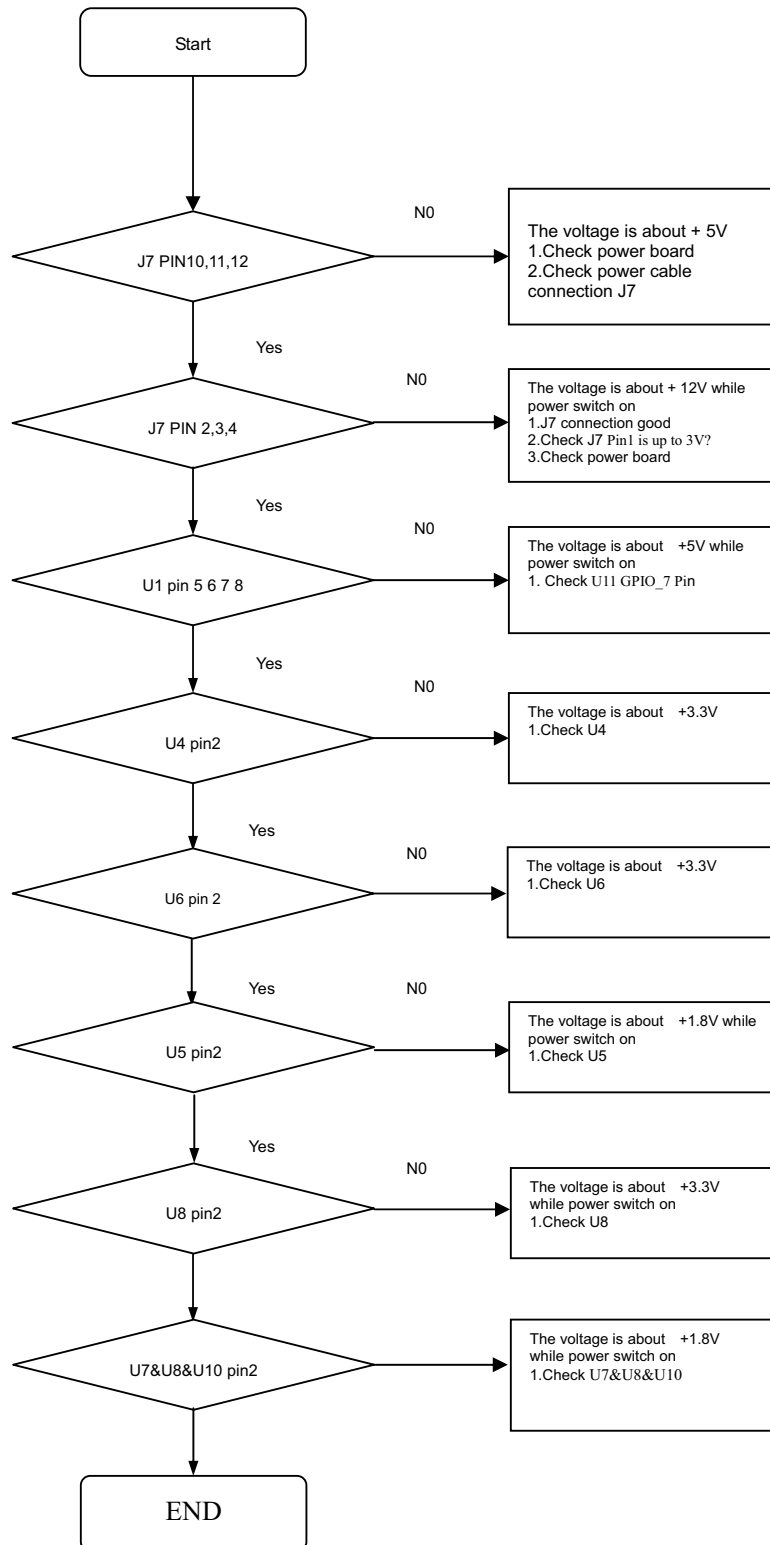 Start
N0
The voltage is about + 5V
1.Check power board
2.Check power cable
connection J7
J7 PIN10,11,12
Yes
N0
The voltage is about + 12V while
power switch on
1.J7 connection good
2.Check J7 Pin1 is up to 3V?
3.Check power board
J7 PIN 2,3,4
Yes
N0
The voltage is about +5V while
power switch on
1. Check U11 GPIO_7 Pin
U1 pin 5 6 7 8
Yes
N0
The voltage is about +3.3V
1.Check U4
U4 pin2
Yes
N0
The voltage is about +3.3V
1.Check U6
U6 pin 2
Yes
N0
The voltage is about +1.8V while
power switch on
1.Check U5
U5 pin2
Yes
N0
The voltage is about +3.3V
while power switch on
1.Check U8
U8 pin2
The voltage is about +1.8V
while power switch on
1.Check U7&U8&U10
U7&U8&U10 pin2
END